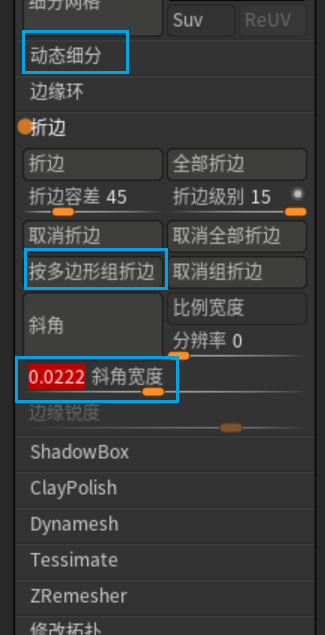 细分网格
Suv ReUV
动态细分
边缘环
折边
折边 全部折边
折边容差 45 折边级别 15
取消折边 取消全部折边
按多边形组折边 取消组折边
斜角 比例宽度
分辨率 0
0.0222 斜角宽度
边缘锐度
ShadowBox
ClayPolish
Dynamesh
Tessimate
ZRemesher
修改拓扑